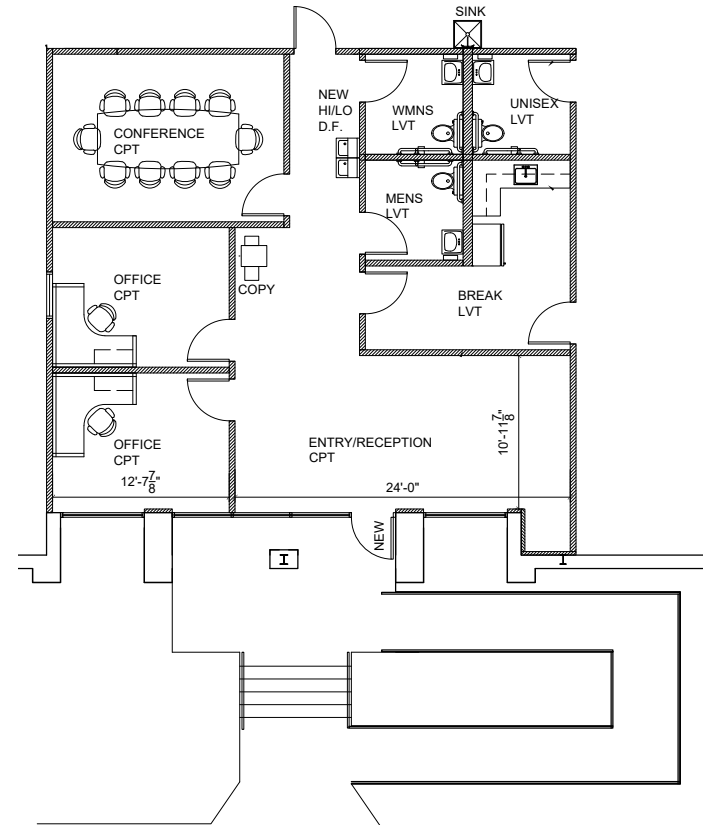 SINK
NEW
HI/LO
D.F.
WMNS
LVT
UNISEX
LVT
CONFERENCE
CPT
MENS
LVT
OFFICE
CPT
COPY
BREAK
LVT
OFFICE
CPT
ENTRY/RECEPTION
CPT
10'-11 7/8"
12'-7 7/8"
24'-0"
NEW
I
I